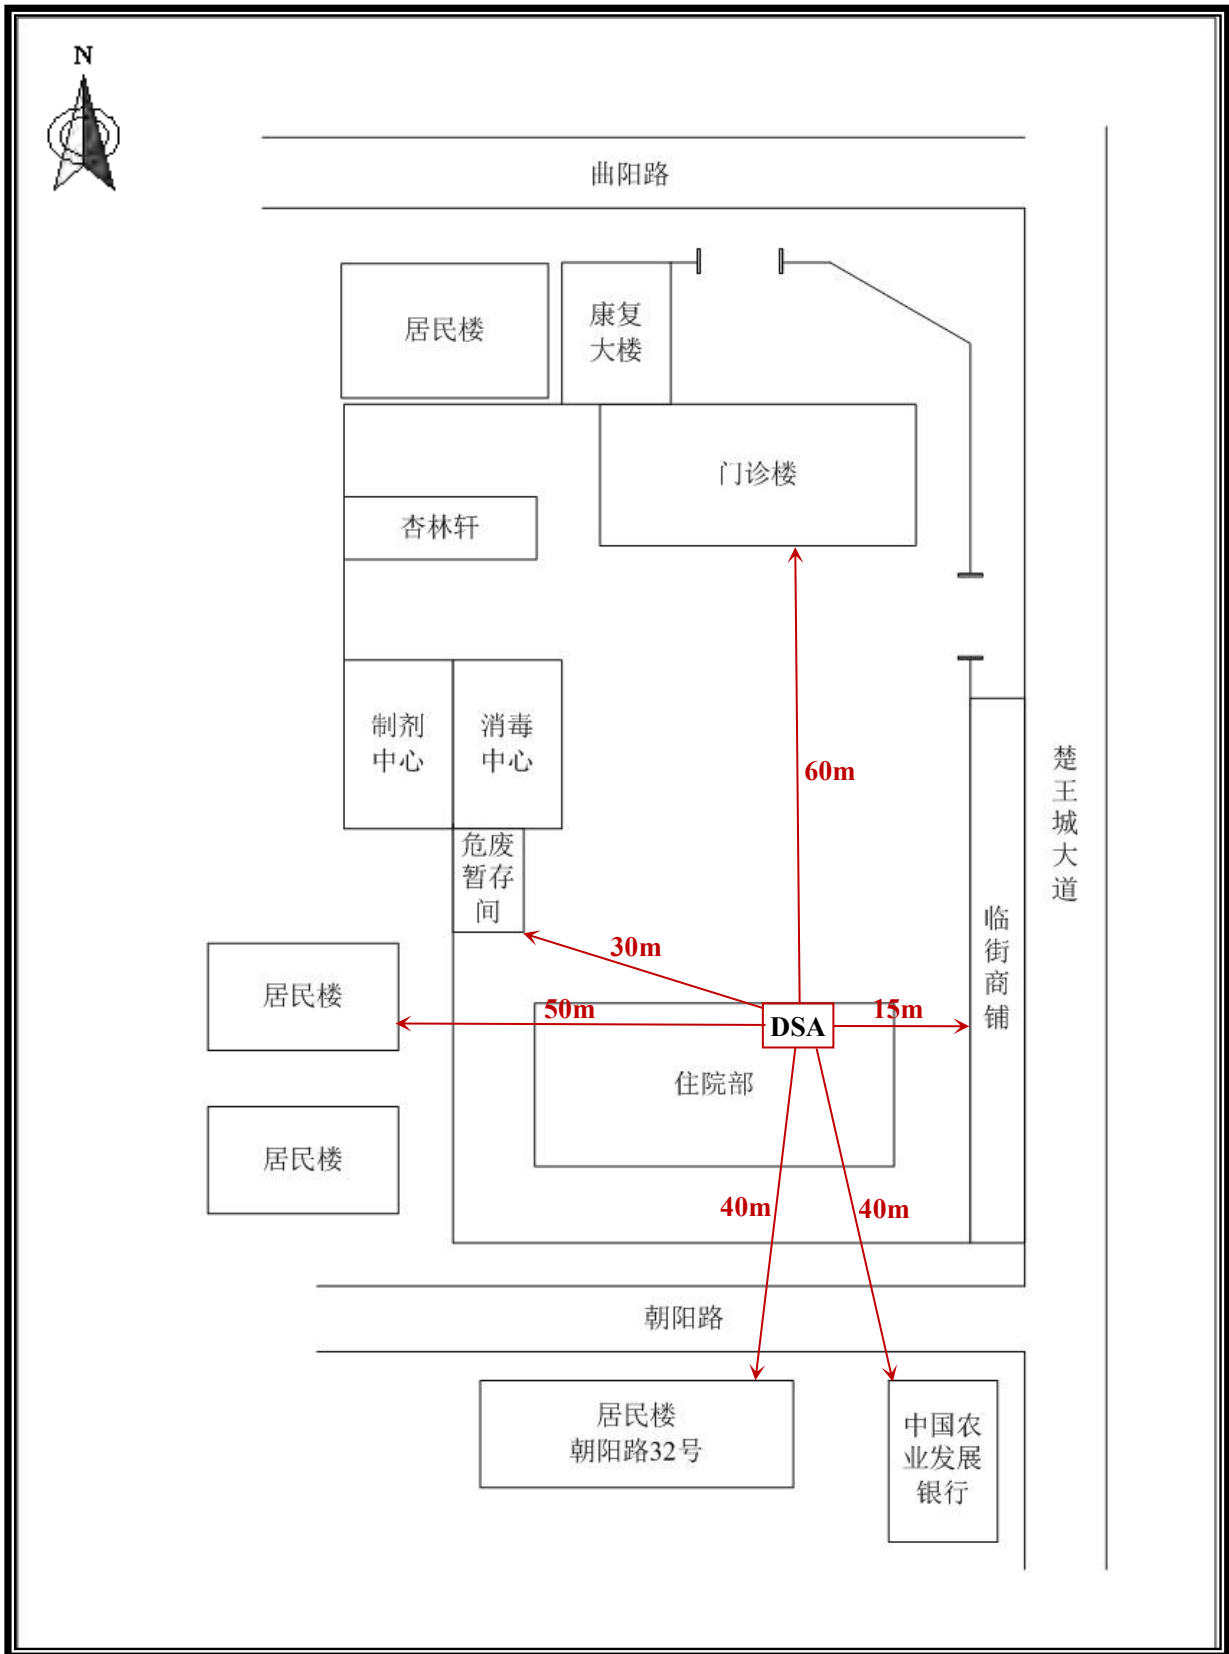 N
曲阳路
居民楼
康复
大楼
门诊楼
杏林轩
制剂
中心
消毒
中心
60m
楚
王
城
大
道
危废
暂存
间
临
街
商
铺
30m
居民楼
50m
DSA
15m
住院部
居民楼
40m
40m
朝阳路
居民楼
朝阳路32号
中国农
业发展
银行